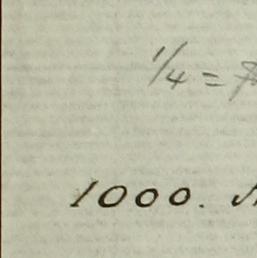 1/4 =
1000.